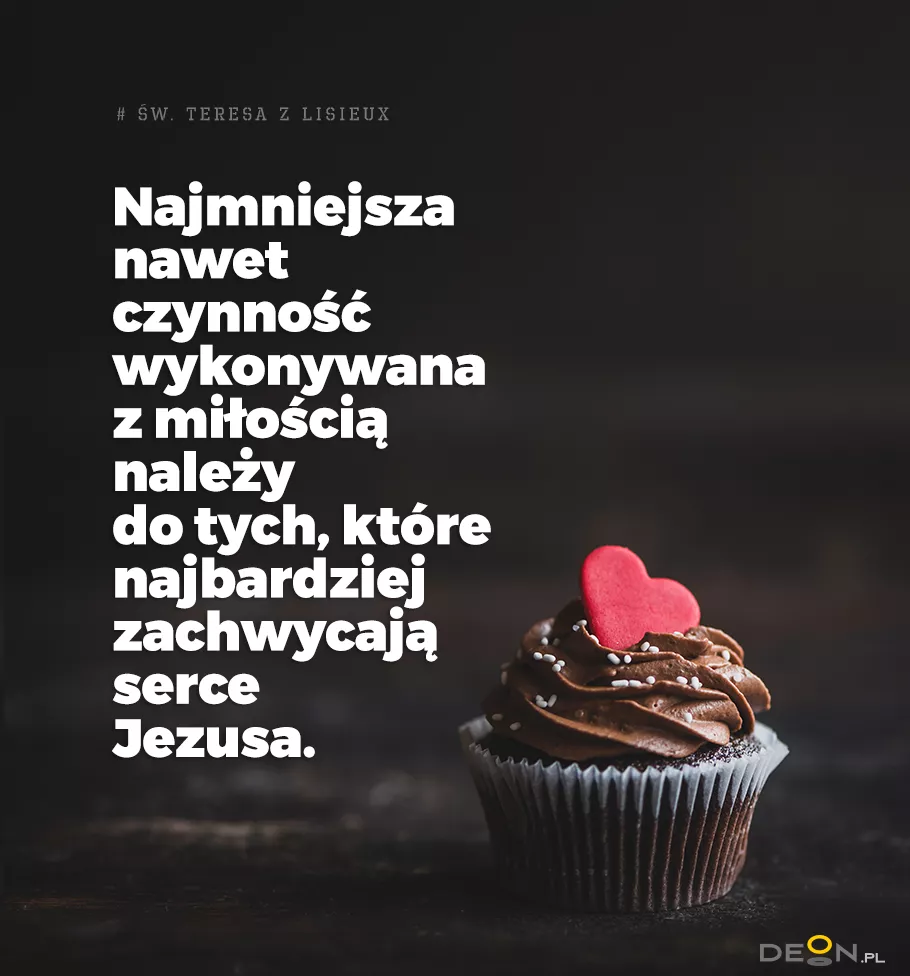 # ŚW. TERESA Z LISIEUX
Najmniejsza
nawet
czynność
wykonywana
z miłością
należy
do tych, które
najbardziej
zachwycają
serce
Jezusa.
DEON.PL